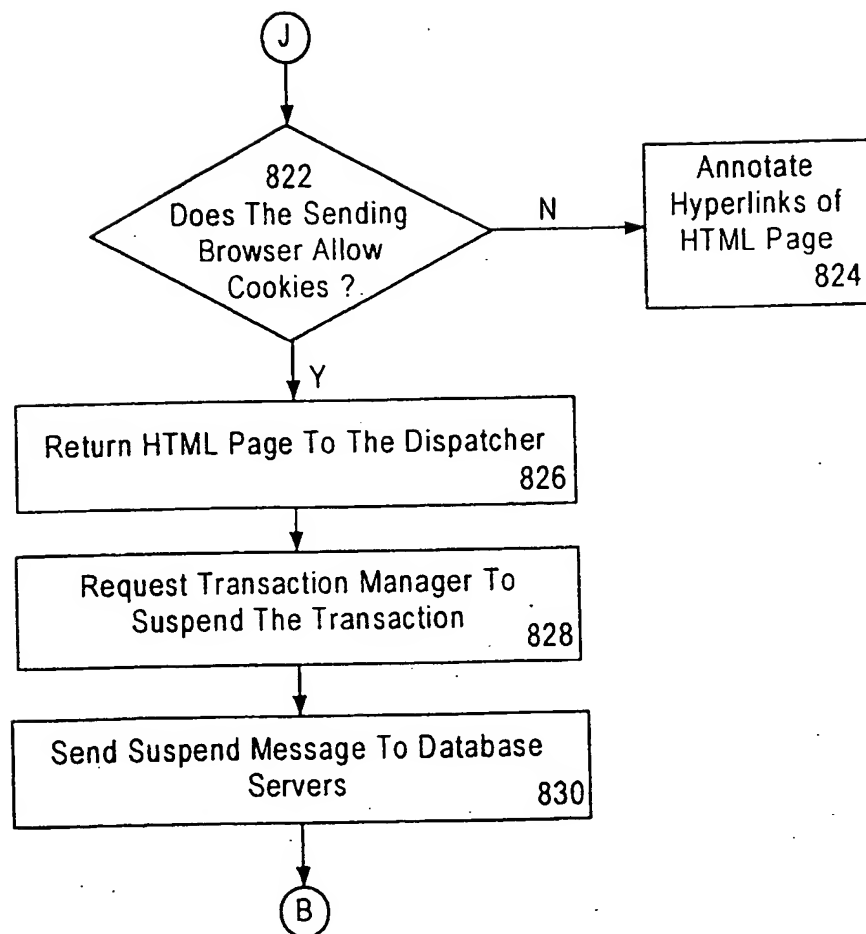 J
822
Does The Sending
Browser Allow
Cookies ?
N
Annotate
Hyperlinks of
HTML Page
824
Y
Return HTML Page To The Dispatcher
826
Request Transaction Manager To
Suspend The Transaction
828
Send Suspend Message To Database
Servers
830
B